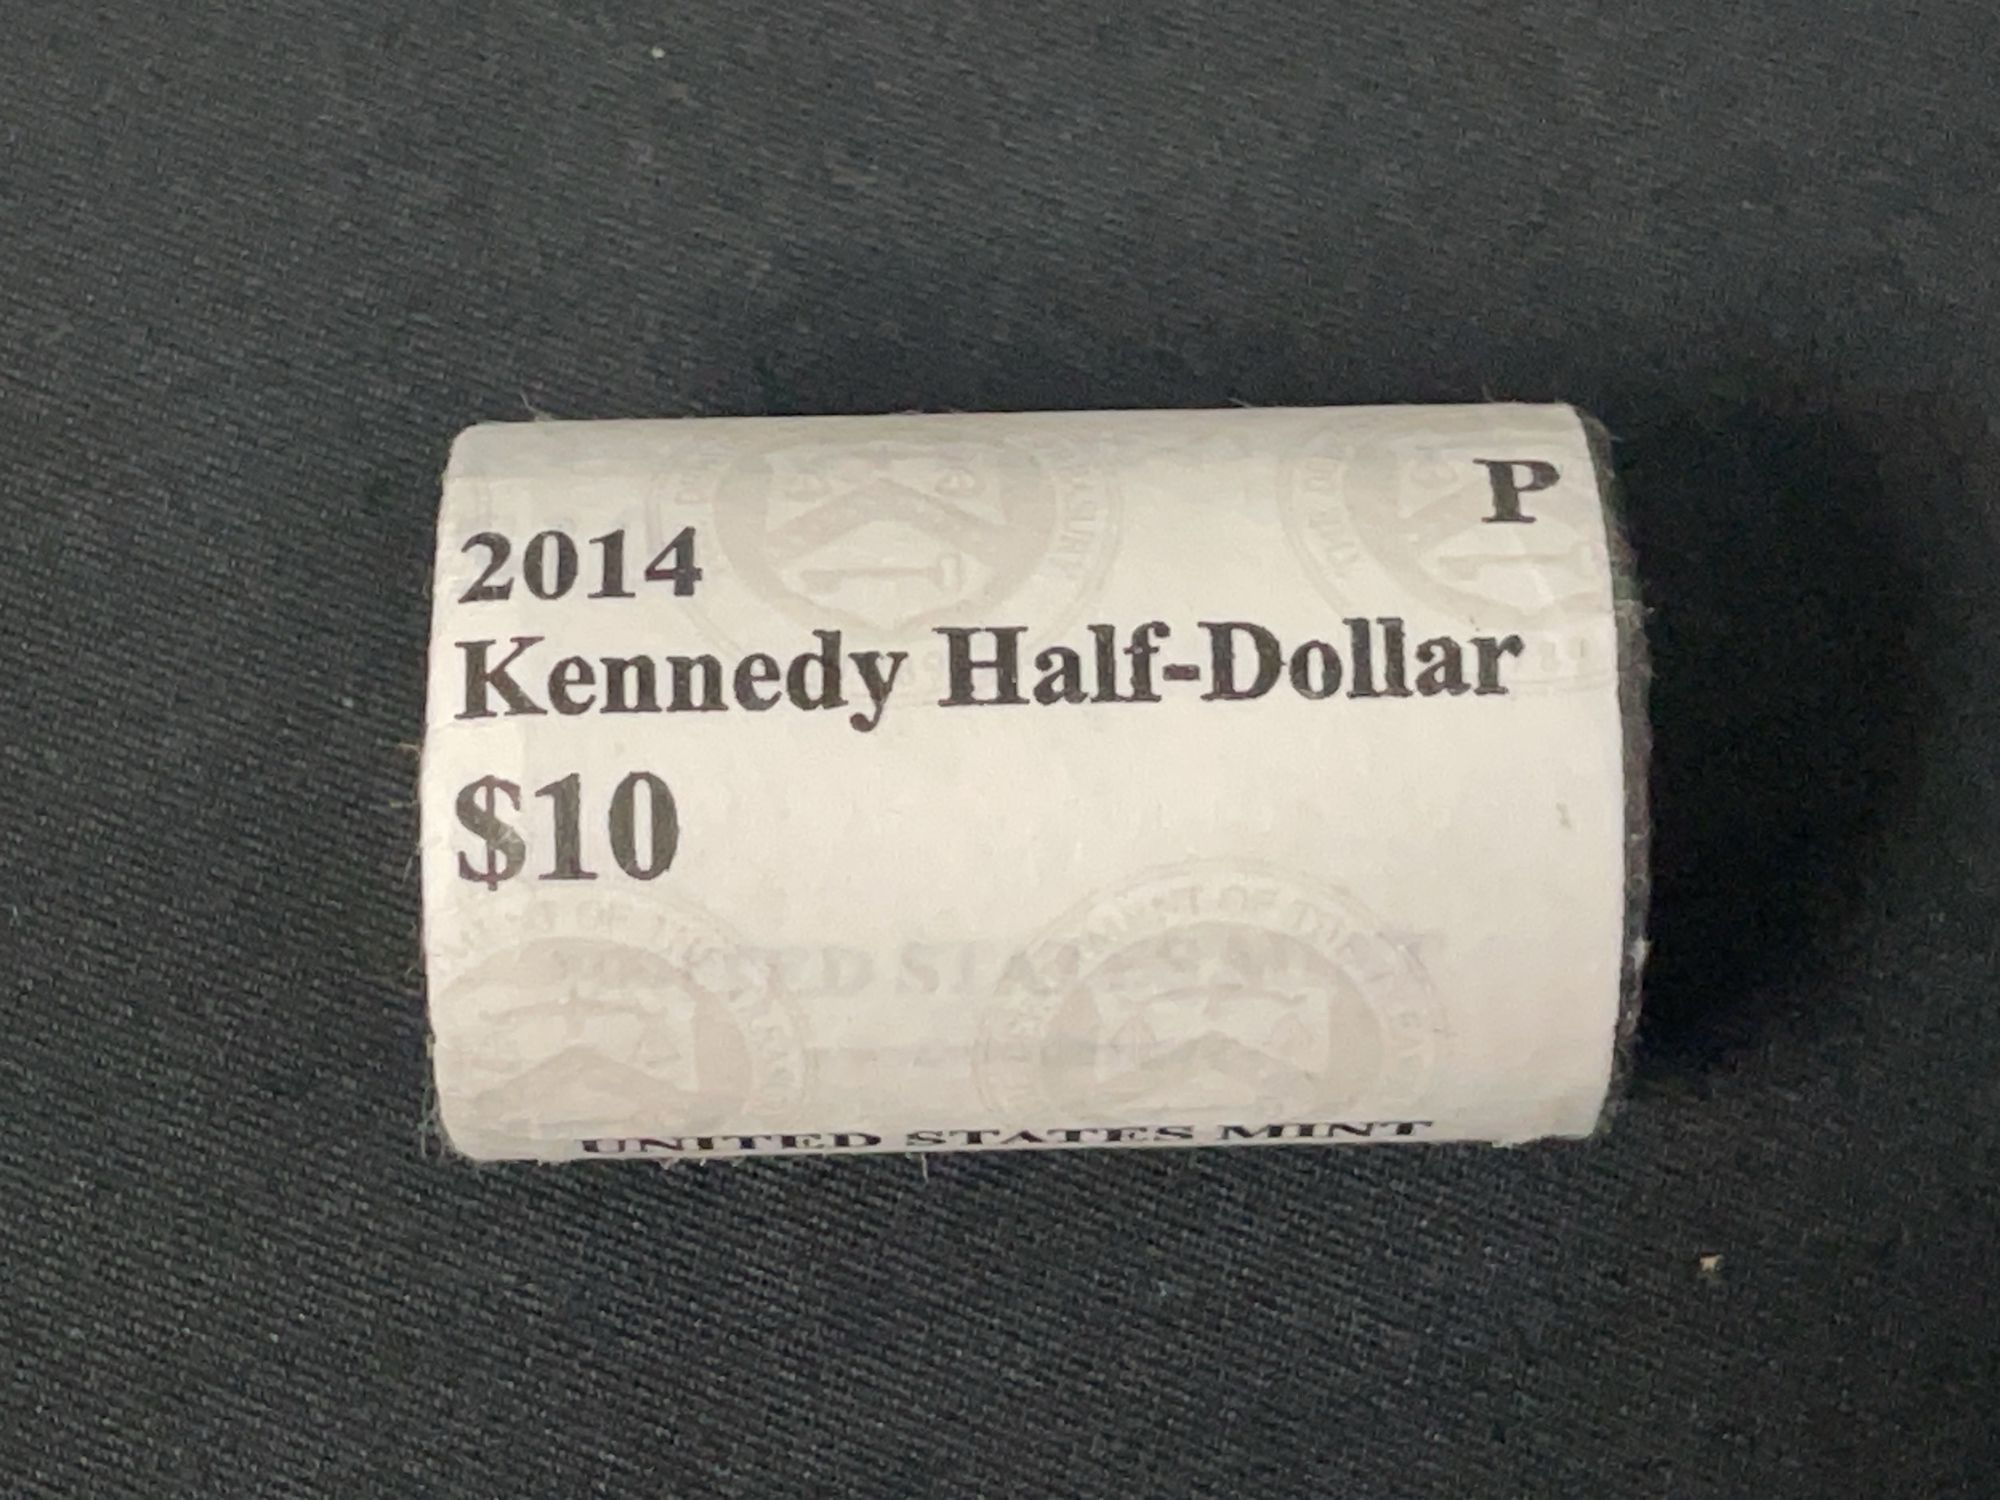 P
2014
Kennedy Half-Dollar
$10
UNITED STATES MINT